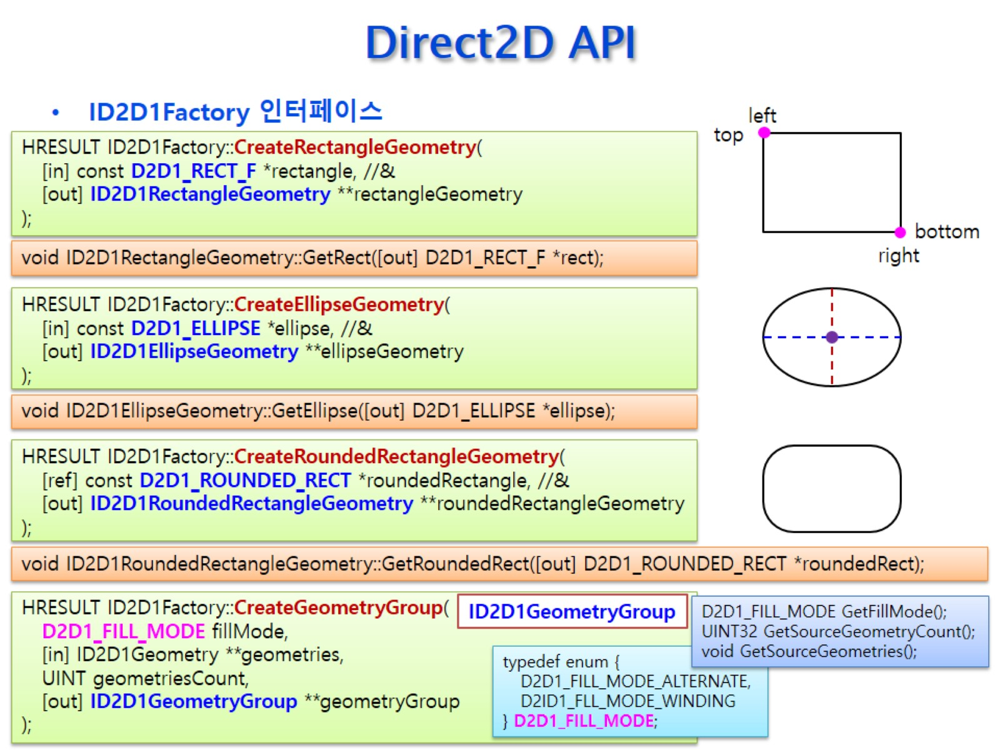 Direct2D API
• ID2D1Factory 인터페이스
HRESULT ID2D1Factory::CreateRectangleGeometry(
[in] const D2D1_RECT_F *rectangle, //&
[out] ID2D1RectangleGeometry **rectangleGeometry
);
left
top
bottom
right
void ID2D1RectangleGeometry::GetRect([out] D2D1_RECT_F *rect);
HRESULT ID2D1Factory::CreateEllipseGeometry(
[in] const D2D1_ELLIPSE *ellipse, //&
[out] ID2D1EllipseGeometry **ellipseGeometry
);
void ID2D1EllipseGeometry::GetEllipse([out] D2D1_ELLIPSE *ellipse);
HRESULT ID2D1Factory::CreateRoundedRectangleGeometry(
[ref] const D2D1_ROUNDED_RECT *roundedRectangle, //&
[out] ID2D1RoundedRectangleGeometry **roundedRectangleGeometry
);
void ID2D1RoundedRectangleGeometry::GetRoundedRect([out] D2D1_ROUNDED_RECT *roundedRect);
HRESULT ID2D1Factory::CreateGeometryGroup(
D2D1_FILL_MODE fillMode,
[in] ID2D1Geometry **geometries,
UINT geometriesCount,
[out] ID2D1GeometryGroup **geometryGroup
);
ID2D1GeometryGroup
D2D1_FILL_MODE GetFillMode();
UINT32 GetSourceGeometryCount();
void GetSourceGeometries();
typedef enum {
D2D1_FILL_MODE_ALTERNATE,
D2ID1_FLL_MODE_WINDING
} D2D1_FILL_MODE;